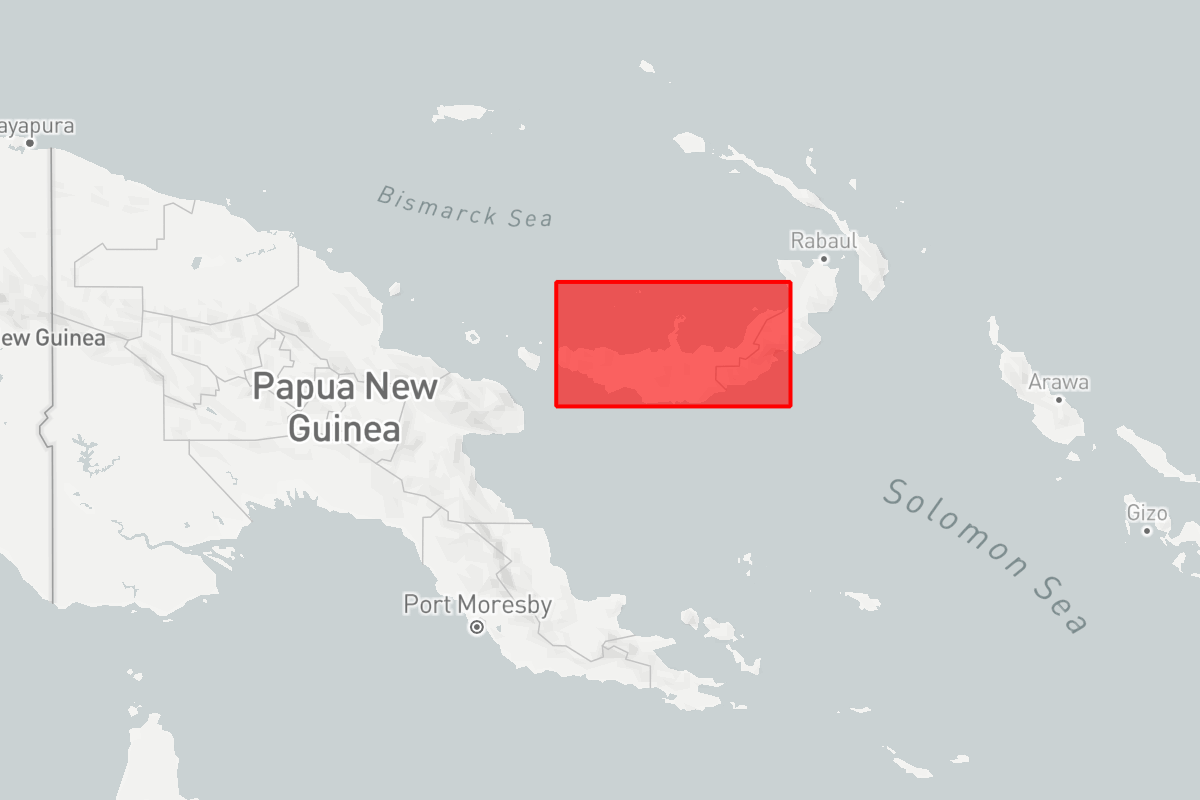 ayapura
Bismarck Sea
Rabaul
ew Guinea
Papua New
Guinea
Arawa
Solomon Sea
Gizo
Port Moresby